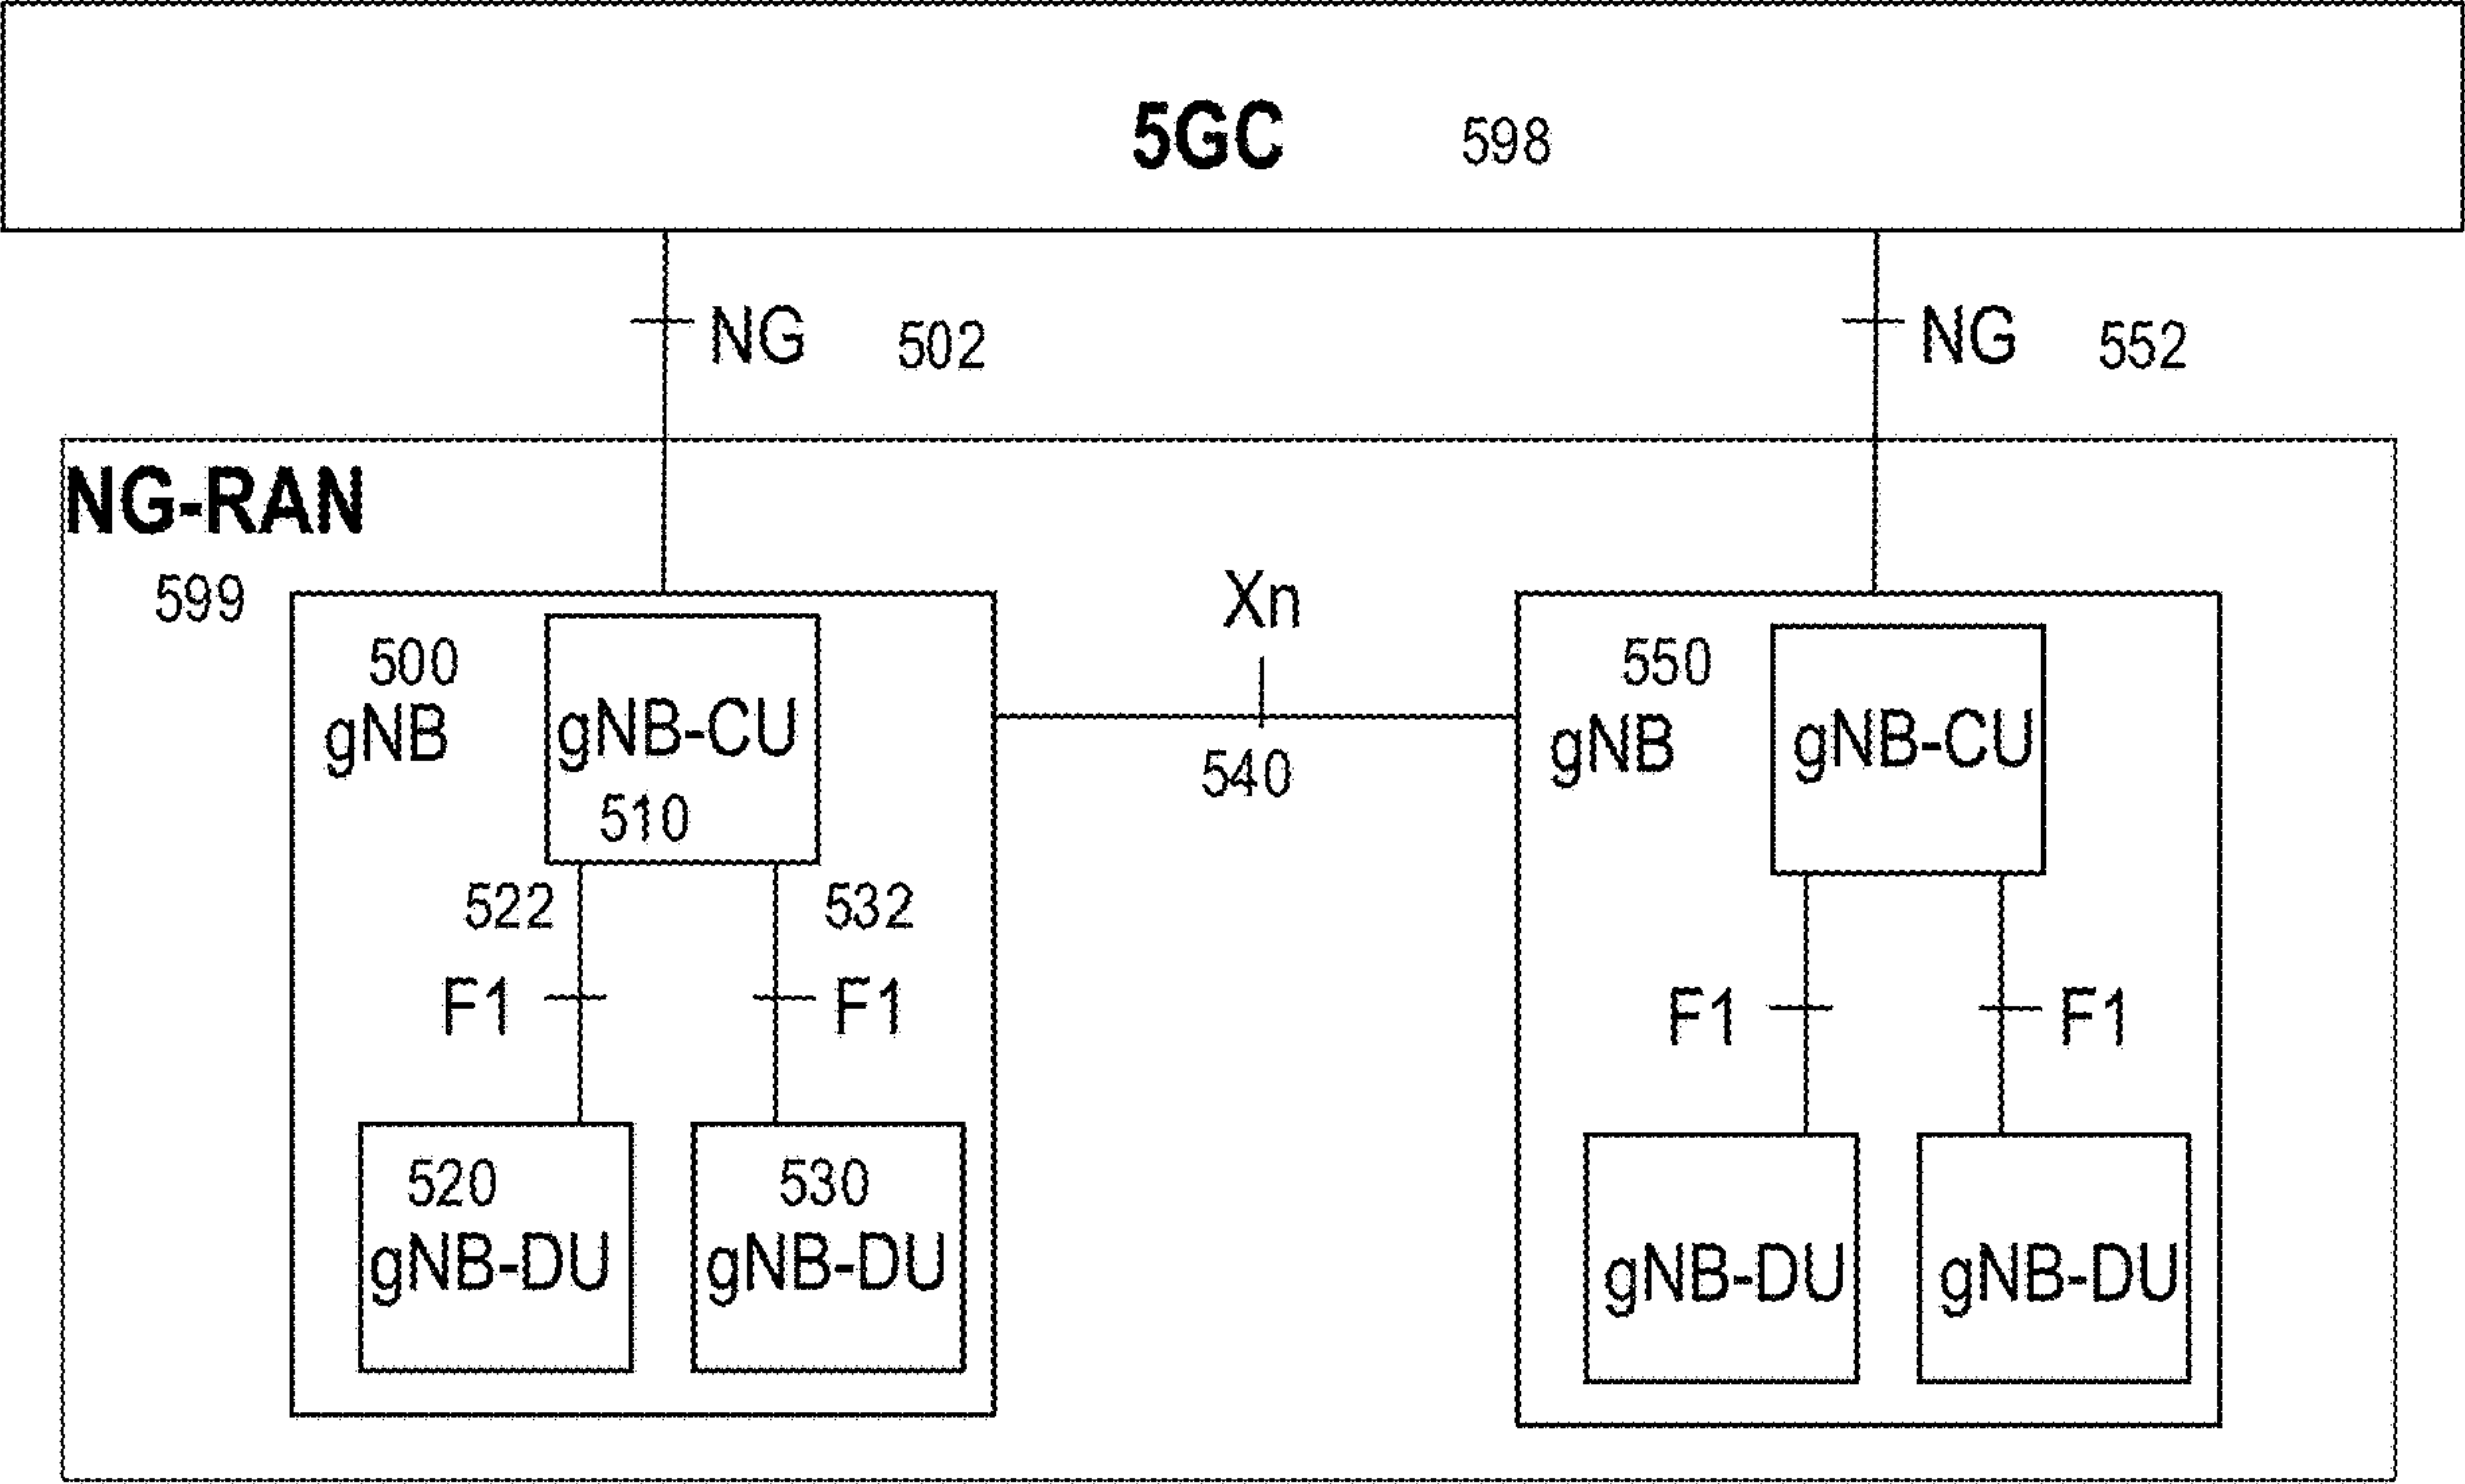 5GC 598
NG 502
NG 552
NG-RAN
599
Xn
540
500
gNB
gNB-CU
510
522
532
F1
F1
520
gNB-DU
530
gNB-DU
550
gNB
gNB-CU
F1
F1
gNB-DU
gNB-DU